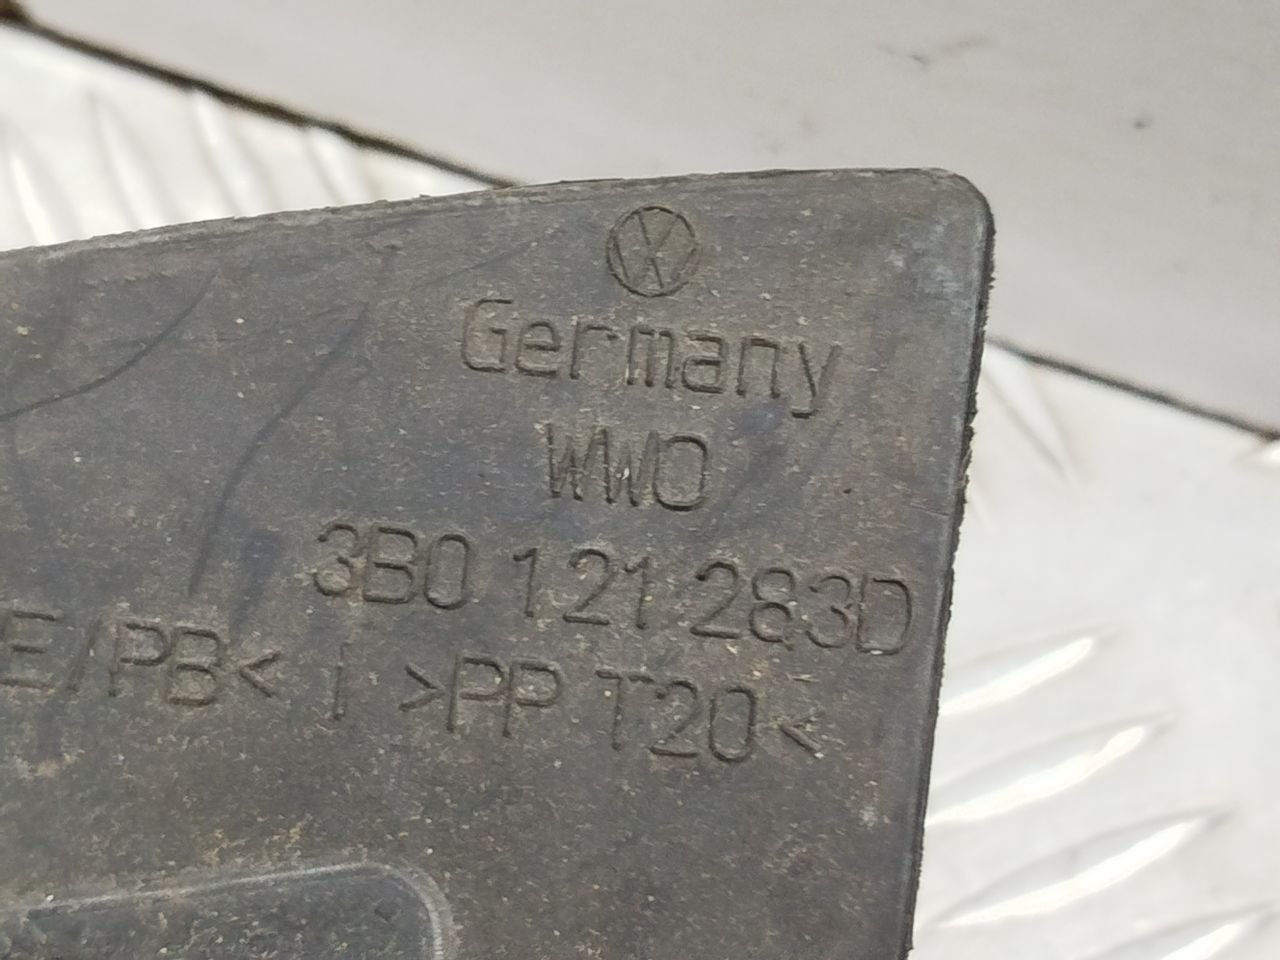 Germany
WWO
3B0 121 283D
E/PB< | >PP T20<